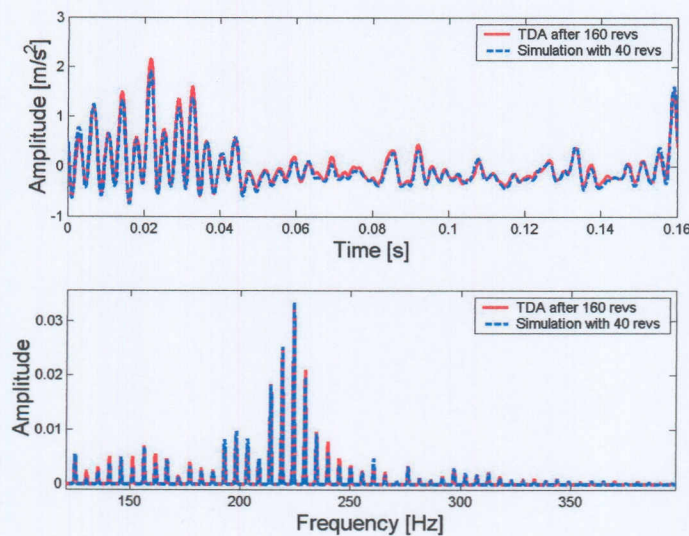 3
2
1
0
-1
Amplitude [m/s²]
TDA after 160 revs
Simulation with 40 revs
0 0.02 0.04 0.06 0.08 0.1 0.12 0.14 0.16
Time [s]
0.03
0.02
0.01
0
Amplitude
TDA after 160 revs
Simulation with 40 revs
150 200 250 300 350
Frequency [Hz]